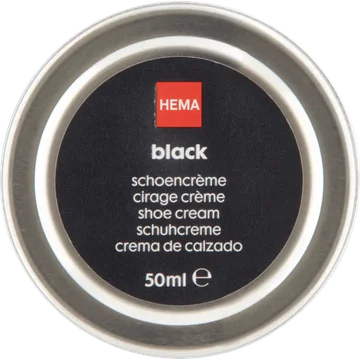 HEMA
black
schoencrème
cirage crème
shoe cream
schuhcreme
crema de calzado
50ml ℮